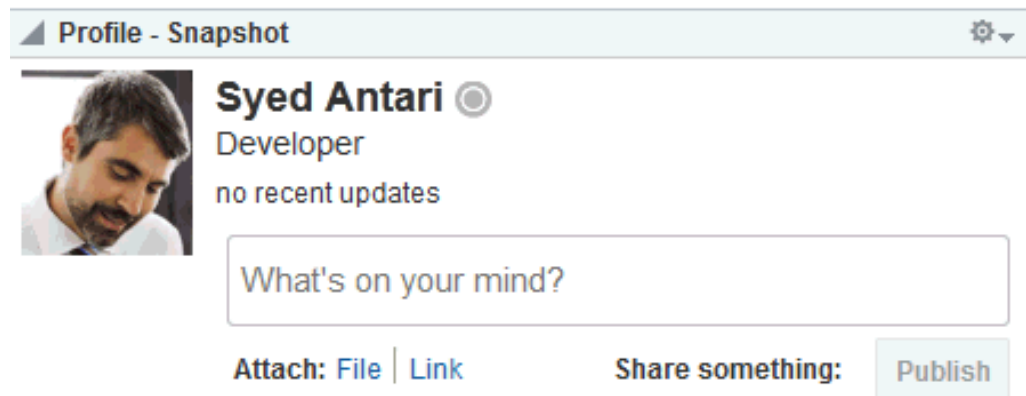 Profile - Snapshot
Syed Antari
Developer
no recent updates
What's on your mind?
Attach: File | Link Share something: Publish